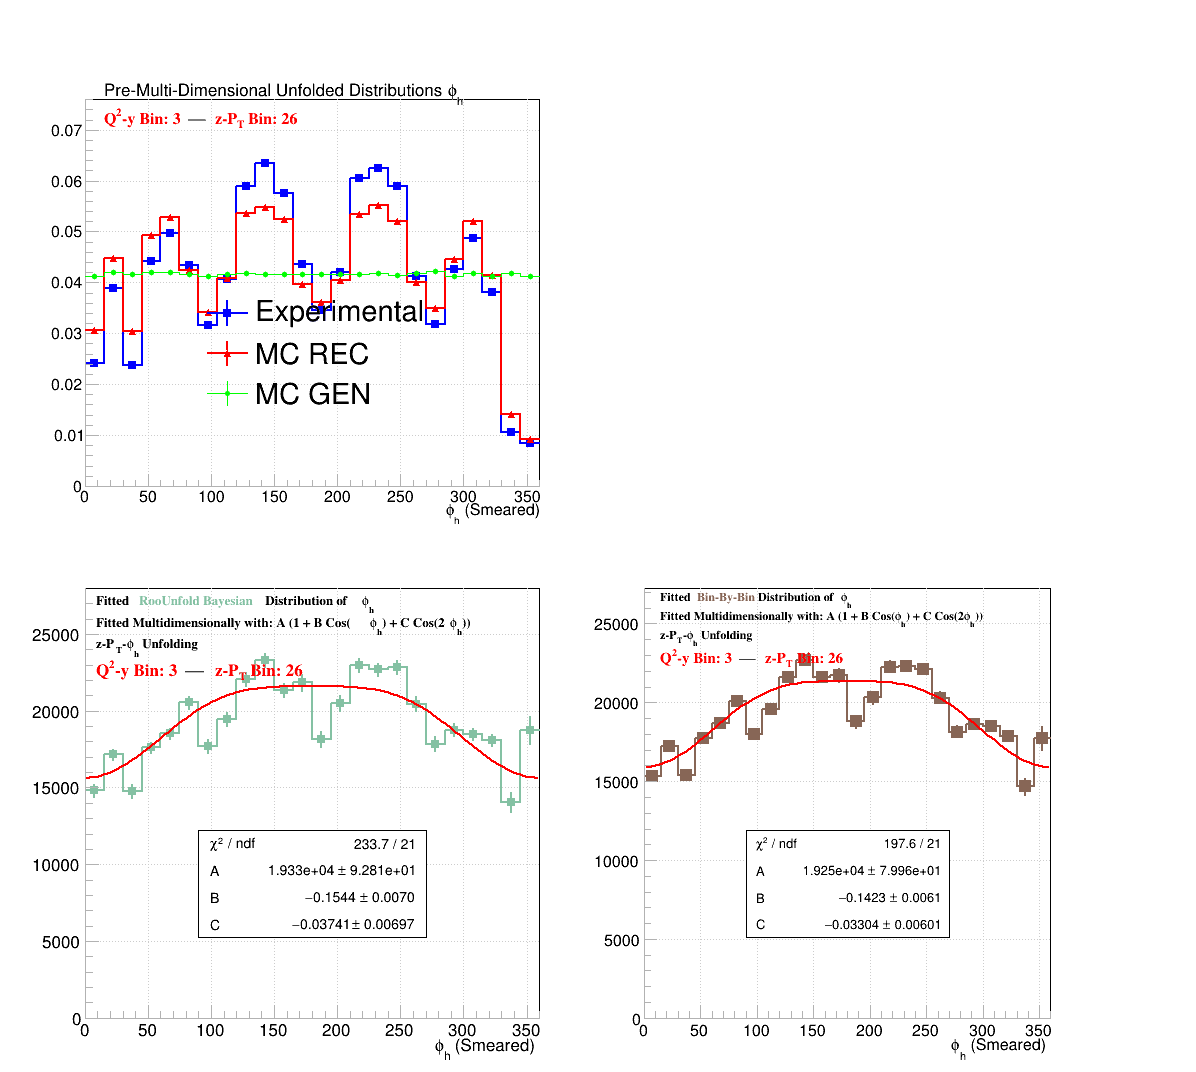 Pre-Multi-Dimensional Unfolded Distributions ϕh
Q²-y Bin: 3 — z-PT Bin: 26
0.07
0.06
0.05
0.04
0.03
0.02
0.01
0
Experimental
MC REC
MC GEN
0 50 100 150 200 250 300 350
ϕh (Smeared)
Fitted RooUnfold Bayesian Distribution of ϕh
Fitted Multidimensionally with: A (1 + B Cos( ϕh) + C Cos(2 ϕh))
z-PT-ϕh Unfolding
Q²-y Bin: 3 — z-PT Bin: 26
25000
20000
15000
10000
5000
0
χ² / ndf 233.7 / 21
A 1.933e+04 ± 9.281e+01
B −0.1544 ± 0.0070
C −0.03741 ± 0.00697
0 50 100 150 200 250 300 350
ϕh (Smeared)
Fitted Bin-By-Bin Distribution of ϕh
Fitted Multidimensionally with: A (1 + B Cos(ϕh) + C Cos(2ϕh))
z-PT-ϕh Unfolding
Q²-y Bin: 3 — z-PT Bin: 26
25000
20000
15000
10000
5000
0
χ² / ndf 197.6 / 21
A 1.925e+04 ± 7.996e+01
B −0.1423 ± 0.0061
C −0.03304 ± 0.00601
0 50 100 150 200 250 300 350
ϕh (Smeared)